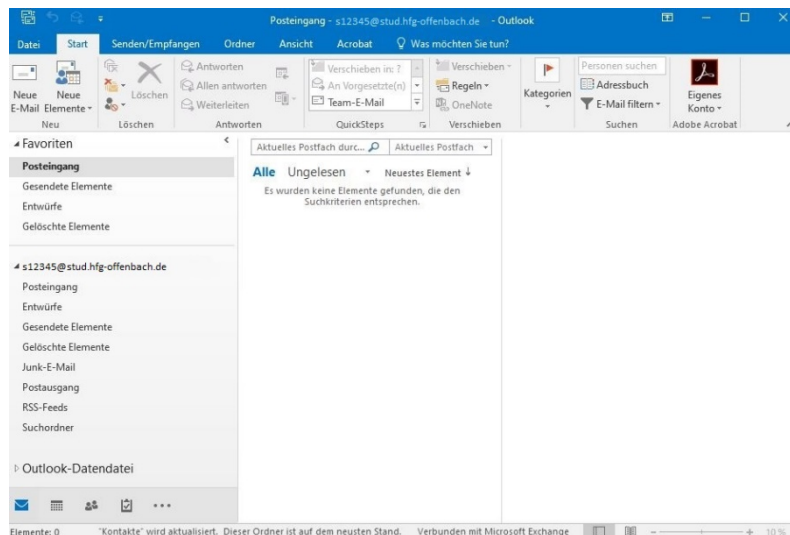 Posteingang - s12345@stud.hfg-offenbach.de - Outlook
Datei Start Senden/Empfangen Ordner Ansicht Acrobat Was möchten Sie tun?
Neue E-Mail
Neue Elemente
Neu
Löschen
Löschen
Antworten
Allen antworten
Weiterleiten
Antworten
Verschieben in: ?
An Vorgesetzte(n)
Team-E-Mail
QuickSteps
Verschieben
Regeln
OneNote
Verschieben
Kategorien
Personen suchen
Adressbuch
E-Mail filtern
Suchen
Eigenes Konto
Adobe Acrobat
Favoriten
Posteingang
Gesendete Elemente
Entwürfe
Gelöschte Elemente
s12345@stud.hfg-offenbach.de
Posteingang
Entwürfe
Gesendete Elemente
Gelöschte Elemente
Junk-E-Mail
Postausgang
RSS-Feeds
Suchordner
Outlook-Datendatei
Aktuelles Postfach durc... Aktuelles Postfach
Alle Ungelesen Neuestes Element ↓
Es wurden keine Elemente gefunden, die den
Suchkriterien entsprechen.
Elemente: 0 "Kontakte" wird aktualisiert. Dieser Ordner ist auf dem neusten Stand. Verbunden mit Microsoft Exchange 10 %